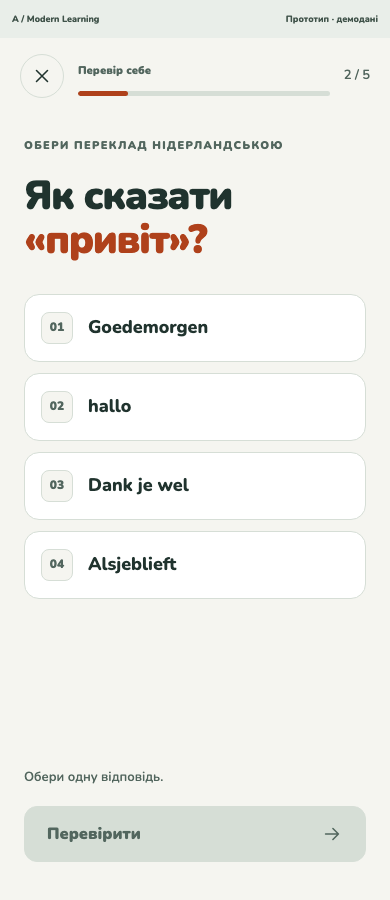 A / Modern Learning
Прототип · демодані
Перевір себе
2 / 5
ОБЕРИ ПЕРЕКЛАД НІДЕРЛАНДСЬКОЮ
Як сказати
«привіт»?
01 Goedemorgen
02 hallo
03 Dank je wel
04 Alsjeblieft
Обери одну відповідь.
Перевірити